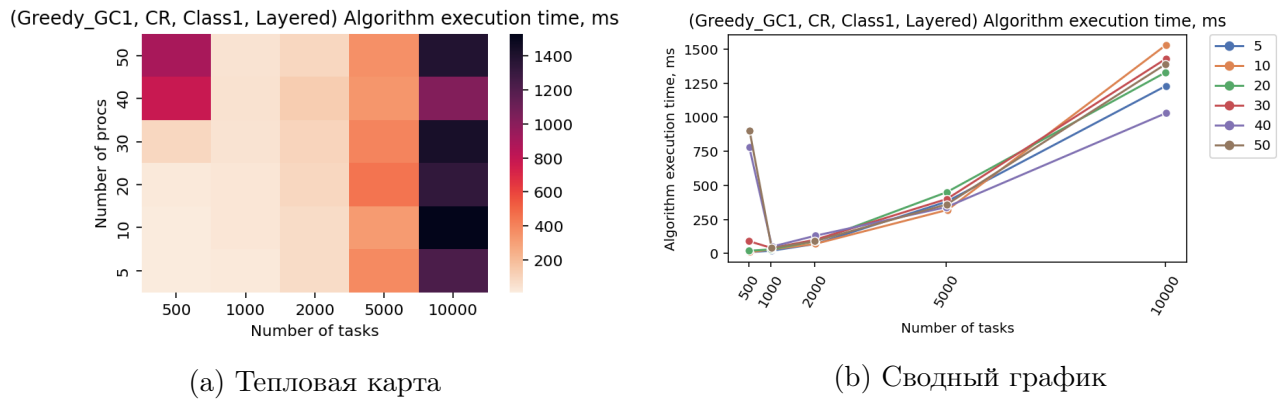 (Greedy_GC1, CR, Class1, Layered) Algorithm execution time, ms
Number of procs
50
40
30
20
10
5
500 1000 2000 5000 10000
Number of tasks
1400
1200
1000
800
600
400
200
(a) Тепловая карта
(Greedy_GC1, CR, Class1, Layered) Algorithm execution time, ms
Algorithm execution time, ms
1500
1250
1000
750
500
250
0
500 1000 2000 5000 10000
Number of tasks
5
10
20
30
40
50
(b) Сводный график